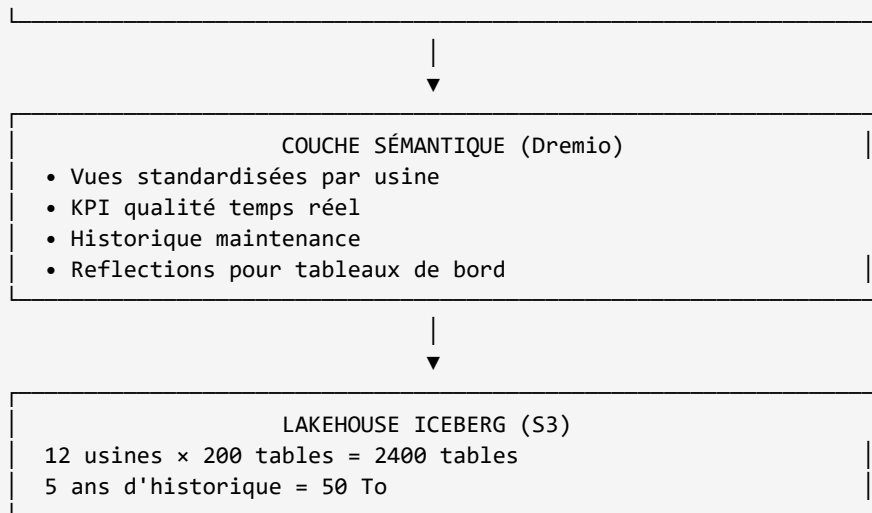 COUCHE SÉMANTIQUE (Dremio)
• Vues standardisées par usine
• KPI qualité temps réel
• Historique maintenance
• Reflections pour tableaux de bord
LAKEHOUSE ICEBERG (S3)
12 usines × 200 tables = 2400 tables
5 ans d'historique = 50 To